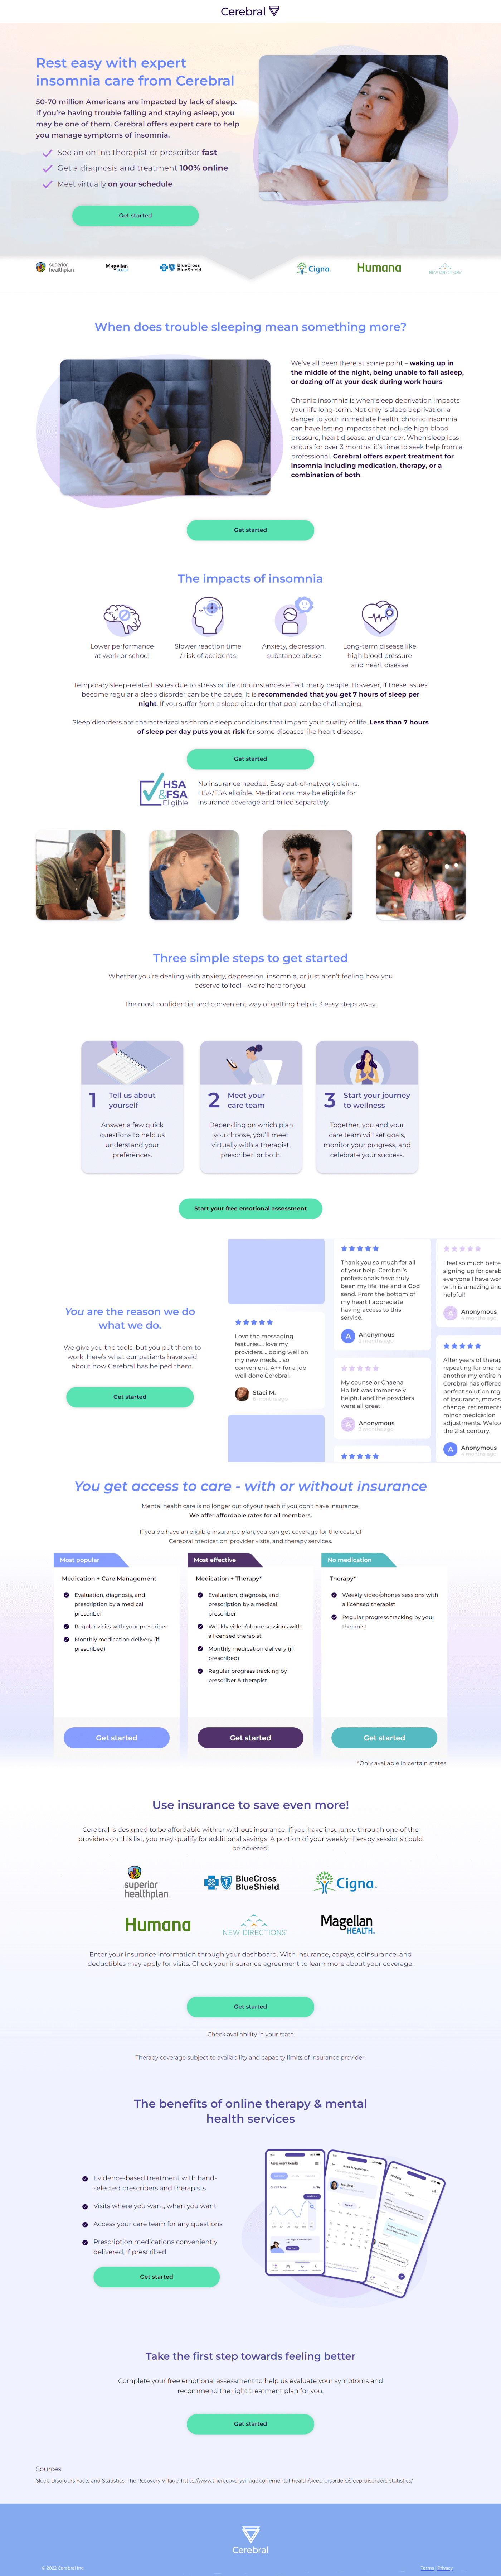 Cerebral
Rest easy with expert
insomnia care from Cerebral
50-70 million Americans are impacted by lack of sleep.
If you're having trouble falling and staying asleep, you
may be one of them. Cerebral offers expert care to help
you manage symptoms of insomnia.
See an online therapist or prescriber fast
Get a diagnosis and treatment 100% online
Meet virtually on your schedule
Get started
superior
healthplan
Magellan
HEALTH
BlueCross
BlueShield
Cigna
Humana
NEW DIRECTIONS
When does trouble sleeping mean something more?
We've all been there at some point – waking up in
the middle of the night, being unable to fall asleep,
or dozing off at your desk during work hours.
Chronic insomnia is when sleep deprivation impacts
your life long-term. Not only is sleep deprivation a
danger to your immediate health, chronic insomnia
can have lasting impacts that include high blood
pressure, heart disease, and cancer. When sleep loss
occurs for over 3 months, it's time to seek help from a
professional. Cerebral offers expert treatment for
insomnia including medication, therapy, or a
combination of both.
Get started
The impacts of insomnia
Lower performance
at work or school
Slower reaction time
/ risk of accidents
Anxiety, depression,
substance abuse
Long-term disease like
high blood pressure
and heart disease
Temporary sleep-related issues due to stress or life circumstances effect many people. However, if these issues
become regular a sleep disorder can be the cause. It is recommended that you get 7 hours of sleep per
night. If you suffer from a sleep disorder that goal can be challenging.
Sleep disorders are characterized as chronic sleep conditions that impact your quality of life. Less than 7 hours
of sleep per day puts you at risk for some diseases like heart disease.
Get started
HSA
&FSA
Eligible
No insurance needed. Easy out-of-network claims.
HSA/FSA eligible. Medications may be eligible for
insurance coverage and billed separately.
Three simple steps to get started
Whether you're dealing with anxiety, depression, insomnia, or just aren't feeling how you
deserve to feel—we're here for you.
The most confidential and convenient way of getting help is 3 easy steps away.
1 Tell us about
yourself
Answer a few quick
questions to help us
understand your
preferences.
2 Meet your
care team
Depending on which plan
you choose, you'll meet
virtually with a therapist,
prescriber, or both.
3 Start your journey
to wellness
Together, you and your
care team will set goals,
monitor your progress, and
celebrate your success.
Start your free emotional assessment
You are the reason we do
what we do.
We give you the tools, but you put them to
work. Here's what our patients have said
about how Cerebral has helped them.
Get started
Love the messaging
features.... love my
providers.... doing well on
my new meds.... so
convenient. A++ for a job
well done Cerebral.
Staci M.
Thank you so much for all
of your help. Cerebral's
professionals have truly
been my life line and a God
send. From the bottom of
my heart I appreciate
having access to this
service.
A Anonymous
My counselor Chaena
Hollist was immensely
helpful and the providers
were all great!
A Anonymous
I feel so much bette
signing up for cereb
everyone I have wor
with is amazing and
helpful!
A Anonymous
After years of therap
repeating for one re
another my entire h
Cerebral has offered
perfect solution reg
of insurance, moves
change, retirement
minor medication
adjustments. Welco
the 21st century.
A Anonymous
You get access to care - with or without insurance
Mental health care is no longer out of your reach if you don't have insurance.
We offer affordable rates for all members.
If you do have an eligible insurance plan, you can get coverage for the costs of
Cerebral medication, provider visits, and therapy services.
Most popular
Medication + Care Management
Evaluation, diagnosis, and
prescription by a medical
prescriber
Regular visits with your prescriber
Monthly medication delivery (if
prescribed)
Get started
Most effective
Medication + Therapy*
Evaluation, diagnosis, and
prescription by a medical
prescriber
Weekly video/phone sessions with
a licensed therapist
Monthly medication delivery (if
prescribed)
Regular progress tracking by
prescriber & therapist
Get started
No medication
Therapy*
Weekly video/phones sessions with
a licensed therapist
Regular progress tracking by your
therapist
Get started
*Only available in certain states.
Use insurance to save even more!
Cerebral is designed to be affordable with or without insurance. If you have insurance through one of the
providers on this list, you may qualify for additional savings. A portion of your weekly therapy sessions could
be covered.
superior
healthplan
BlueCross
BlueShield
Cigna
Humana
NEW DIRECTIONS
Magellan
HEALTH
Enter your insurance information through your dashboard. With insurance, copays, coinsurance, and
deductibles may apply for visits. Check your insurance agreement to learn more about your coverage.
Get started
Check availability in your state
Therapy coverage subject to availability and capacity limits of insurance provider.
The benefits of online therapy & mental
health services
Evidence-based treatment with hand-
selected prescribers and therapists
Visits where you want, when you want
Access your care team for any questions
Prescription medications conveniently
delivered, if prescribed
Get started
Assessment Results
Take the first step towards feeling better
Complete your free emotional assessment to help us evaluate your symptoms and
recommend the right treatment plan for you.
Get started
Sources
Sleep Disorders Facts and Statistics. The Recovery Village. https://www.therecoveryvillage.com/mental-health/sleep-disorders/sleep-disorders-statistics/
Cerebral
© 2022 Cerebral Inc.
Terms | Privacy